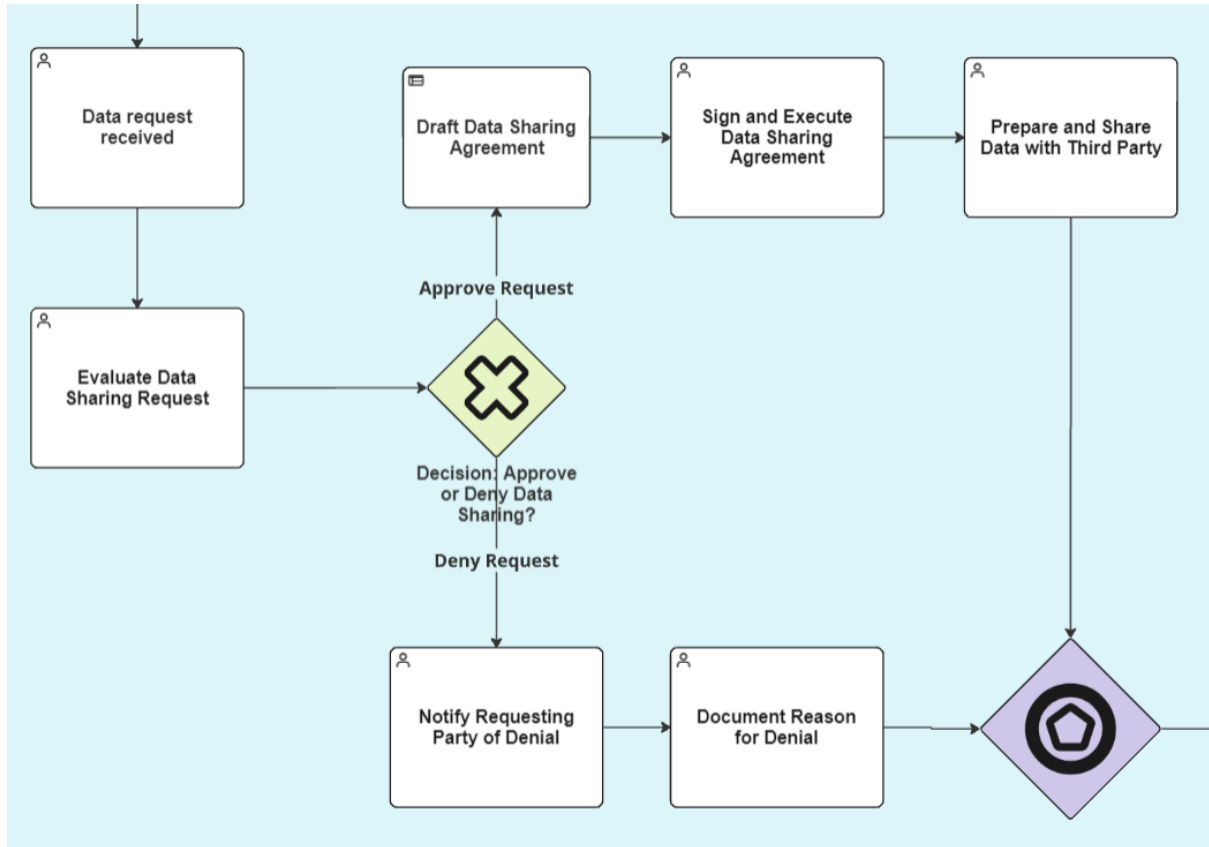 Data request
received
Draft Data Sharing
Agreement
Sign and Execute
Data Sharing
Agreement
Prepare and Share
Data with Third Party
Approve Request
Evaluate Data
Sharing Request
Decision: Approve
or Deny Data
Sharing?
Deny Request
Notify Requesting
Party of Denial
Document Reason
for Denial